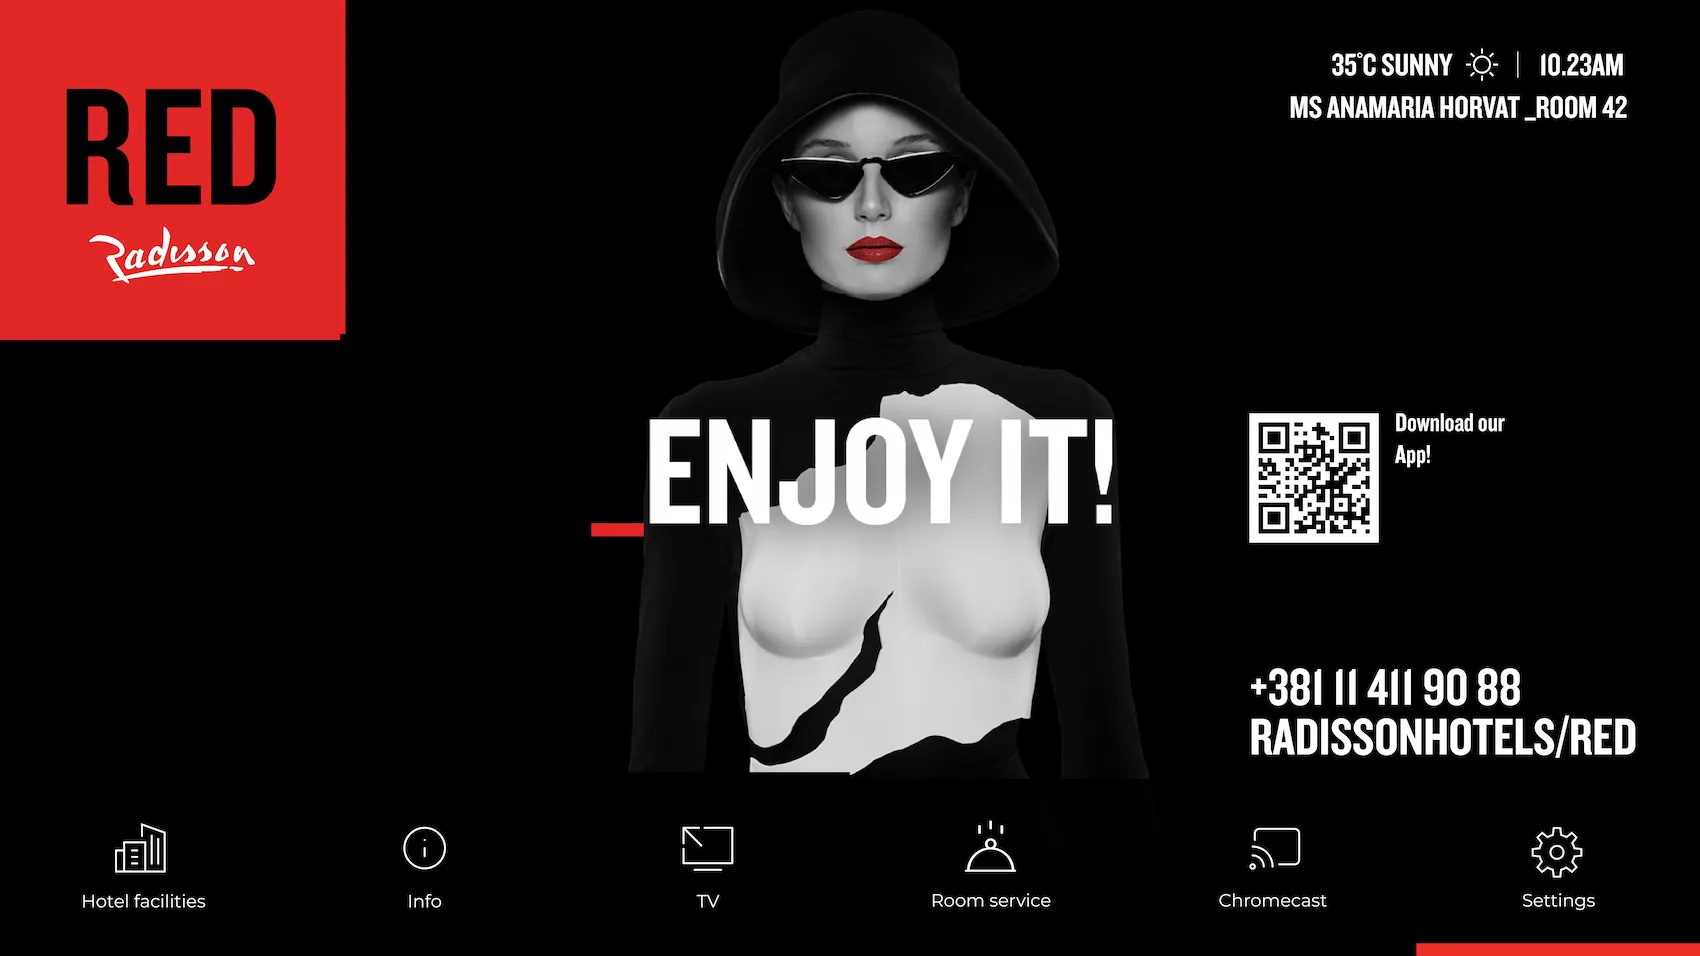 RED
Radisson
35°C SUNNY | 10.23AM
MS ANAMARIA HORVAT _ROOM 42
_ENJOY IT!
Download our
App!
+381 11 411 90 88
RADISSONHOTELS/RED
Hotel facilities
Info
TV
Room service
Chromecast
Settings